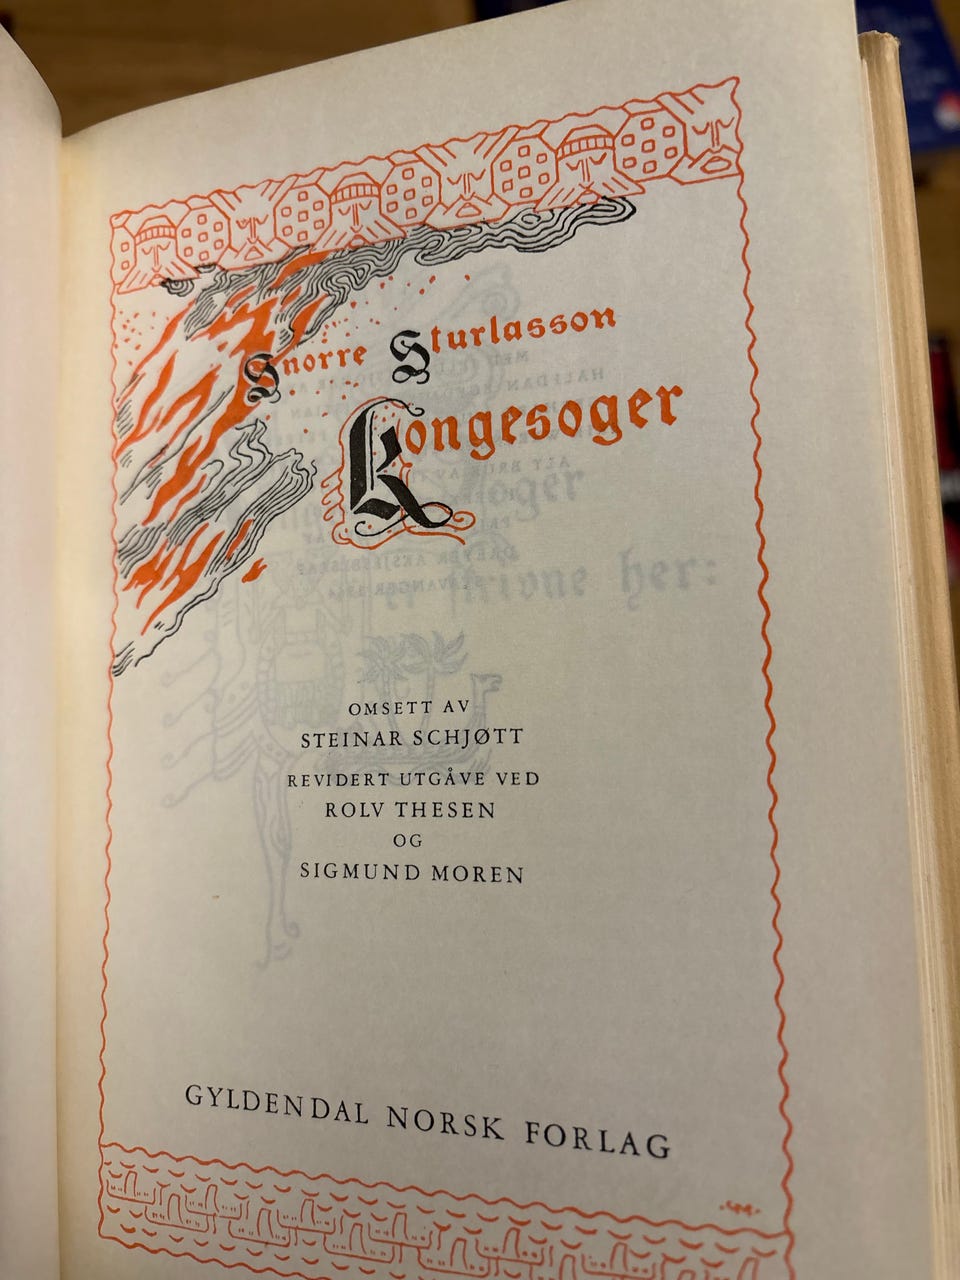 Snorre Sturlasson
Kongesoger
OMSETT AV
STEINAR SCHJØTT
REVIDERT UTGÅVE VED
ROLV THESEN
OG
SIGMUND MOREN
GYLDENDAL NORSK FORLAG